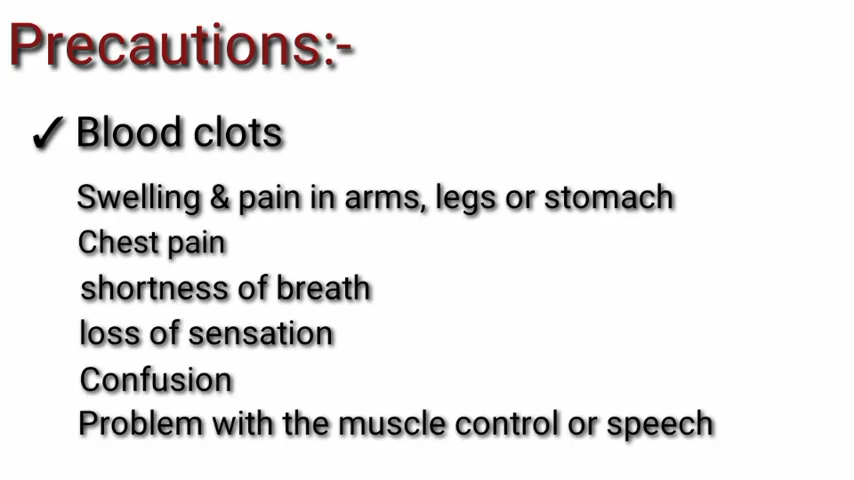 Precautions:-
✓ Blood clots
Swelling & pain in arms, legs or stomach
Chest pain
shortness of breath
loss of sensation
Confusion
Problem with the muscle control or speech